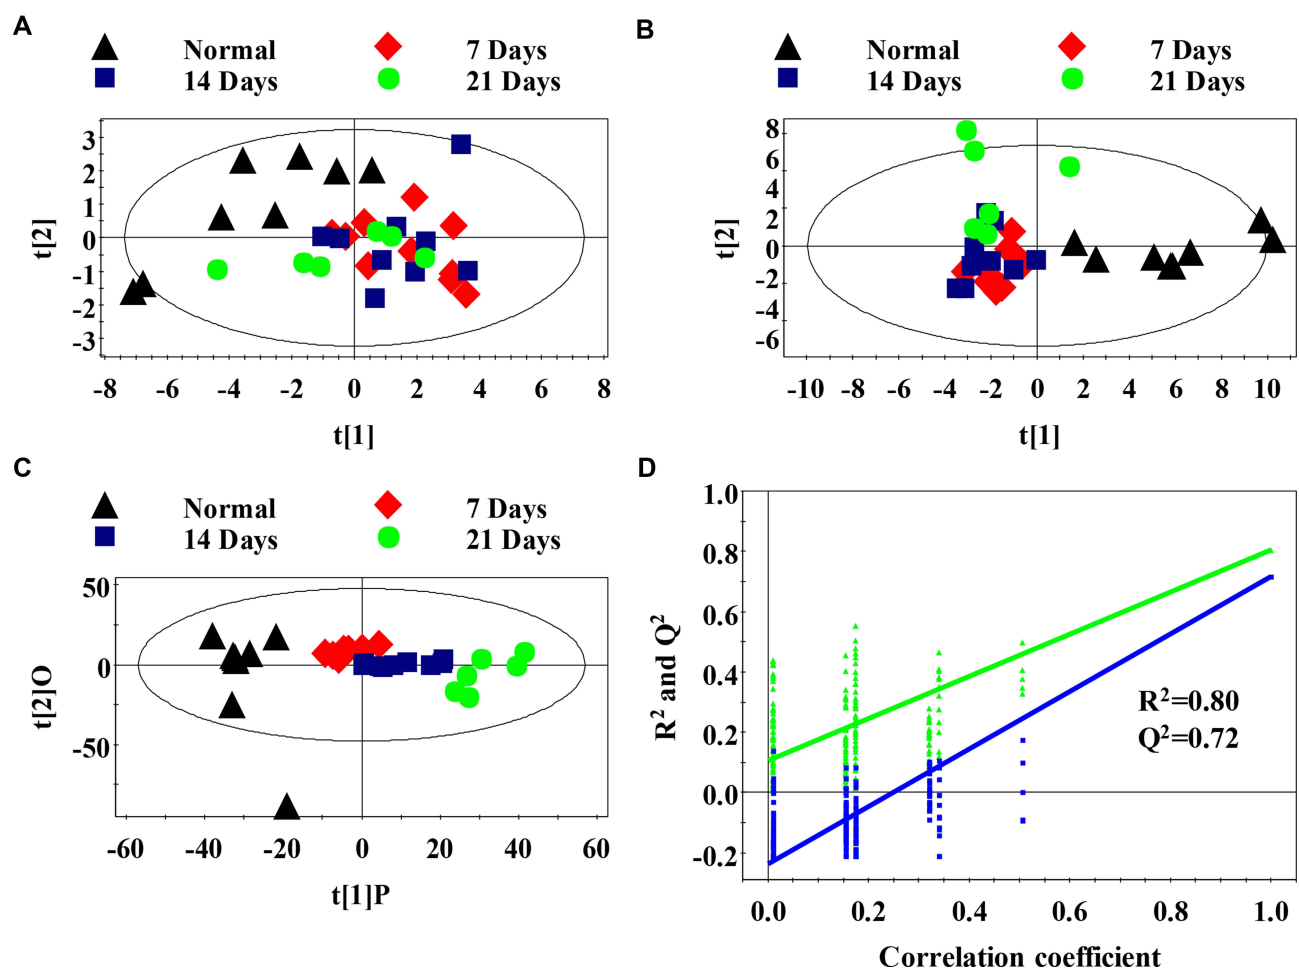 A
Normal
7 Days
14 Days
21 Days
3
2
1
0
-1
-2
-3
t[2]
-8 -6 -4 -2 0 2 4 6 8
t[1]
B
Normal
7 Days
14 Days
21 Days
8
6
4
2
0
-2
-4
-6
t[2]
-10 -8 -6 -4 -2 0 2 4 6 8 10
t[1]
C
Normal
7 Days
14 Days
21 Days
50
0
-50
t[2]O
-60 -40 -20 0 20 40 60
t[1]P
D
1.0
0.8
0.6
0.4
0.2
0.0
-0.2
R² and Q²
R²=0.80
Q²=0.72
0.0 0.2 0.4 0.6 0.8 1.0
Correlation coefficient